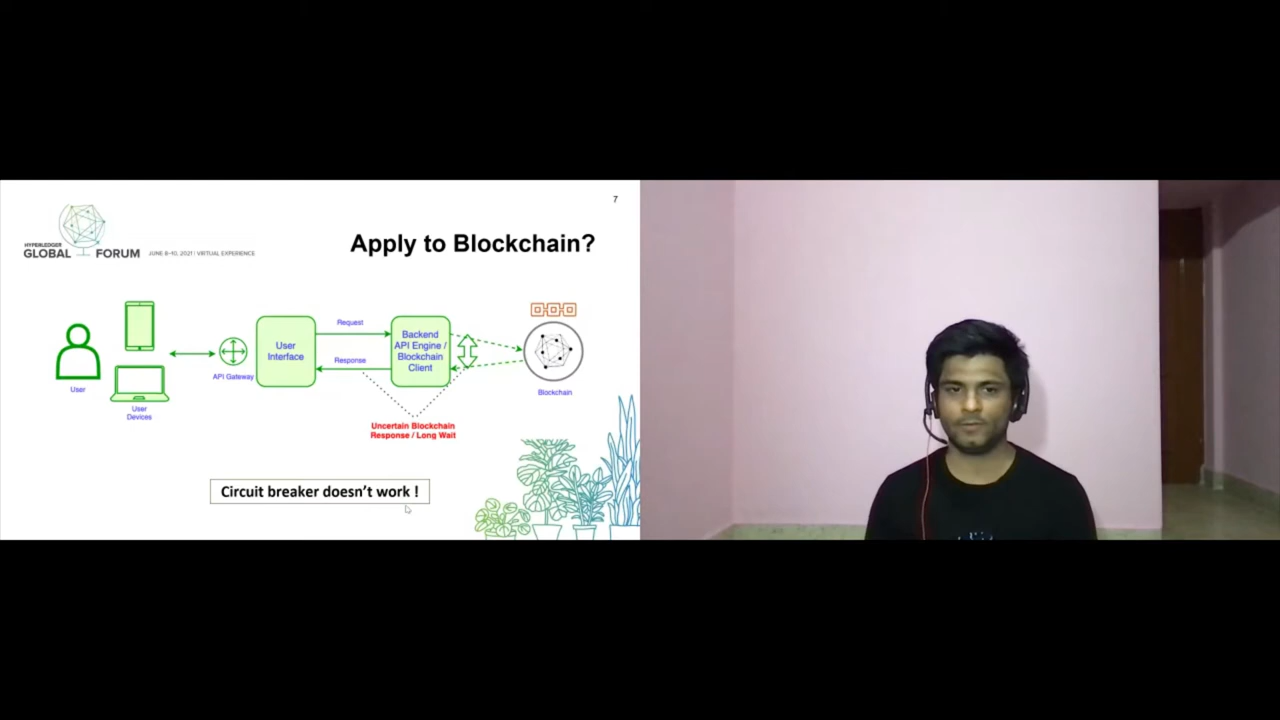 7
HYPERLEDGER
GLOBAL FORUM JUNE 8-10, 2021 | VIRTUAL EXPERIENCE
Apply to Blockchain?
User
User
Devices
API Gateway
User
Interface
Request
Response
Backend
API Engine /
Blockchain
Client
Blockchain
Uncertain Blockchain
Response / Long Wait
Circuit breaker doesn't work !